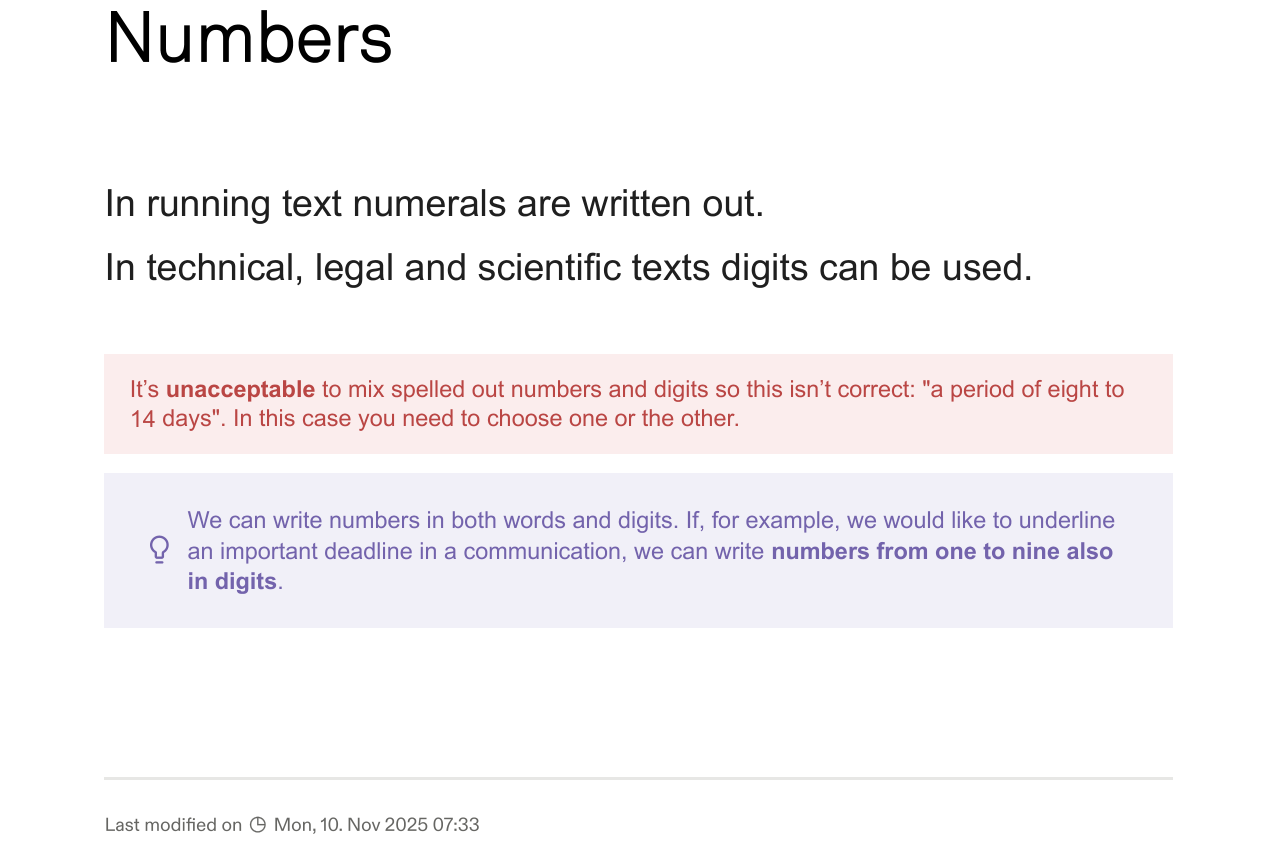 Numbers
In running text numerals are written out.
In technical, legal and scientific texts digits can be used.
It’s unacceptable to mix spelled out numbers and digits so this isn’t correct: "a period of eight to
14 days". In this case you need to choose one or the other.
We can write numbers in both words and digits. If, for example, we would like to underline
an important deadline in a communication, we can write numbers from one to nine also
in digits.
Last modified on Mon, 10. Nov 2025 07:33